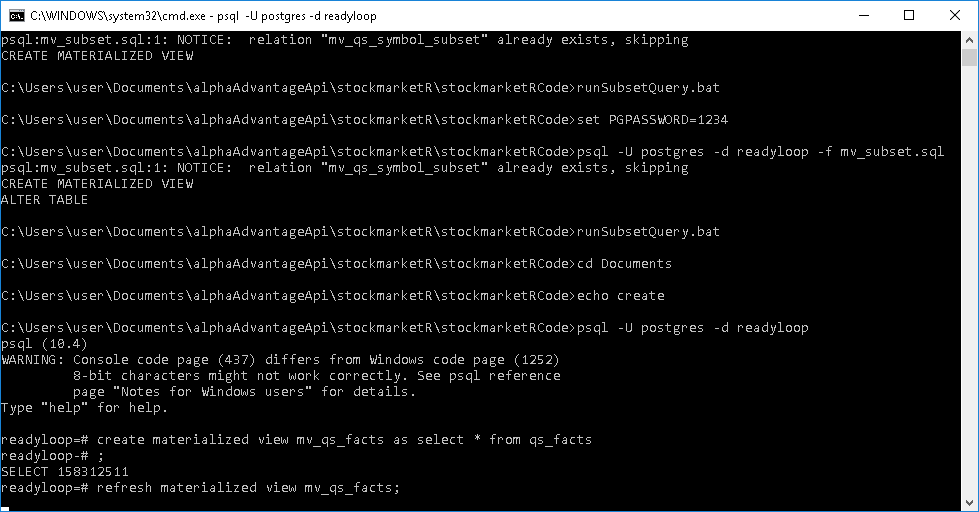 C:\WINDOWS\system32\cmd.exe - psql -U postgres -d readyloop
psql:mv_subset.sql:1: NOTICE:  relation "mv_qs_symbol_subset" already exists, skipping
CREATE MATERIALIZED VIEW
C:\Users\user\Documents\alphaAdvantageApi\stockmarketR\stockmarketRCode>runSubsetQuery.bat
C:\Users\user\Documents\alphaAdvantageApi\stockmarketR\stockmarketRCode>set PGPASSWORD=1234
C:\Users\user\Documents\alphaAdvantageApi\stockmarketR\stockmarketRCode>psql -U postgres -d readyloop -f mv_subset.sql
psql:mv_subset.sql:1: NOTICE:  relation "mv_qs_symbol_subset" already exists, skipping
CREATE MATERIALIZED VIEW
ALTER TABLE
C:\Users\user\Documents\alphaAdvantageApi\stockmarketR\stockmarketRCode>runSubsetQuery.bat
C:\Users\user\Documents\alphaAdvantageApi\stockmarketR\stockmarketRCode>cd Documents
C:\Users\user\Documents\alphaAdvantageApi\stockmarketR\stockmarketRCode>echo create
C:\Users\user\Documents\alphaAdvantageApi\stockmarketR\stockmarketRCode>psql -U postgres -d readyloop
psql (10.4)
WARNING: Console code page (437) differs from Windows code page (1252)
         8-bit characters might not work correctly. See psql reference
         page "Notes for Windows users" for details.
Type "help" for help.
readyloop=# create materialized view mv_qs_facts as select * from qs_facts
readyloop-# ;
SELECT 158312511
readyloop=# refresh materialized view mv_qs_facts;